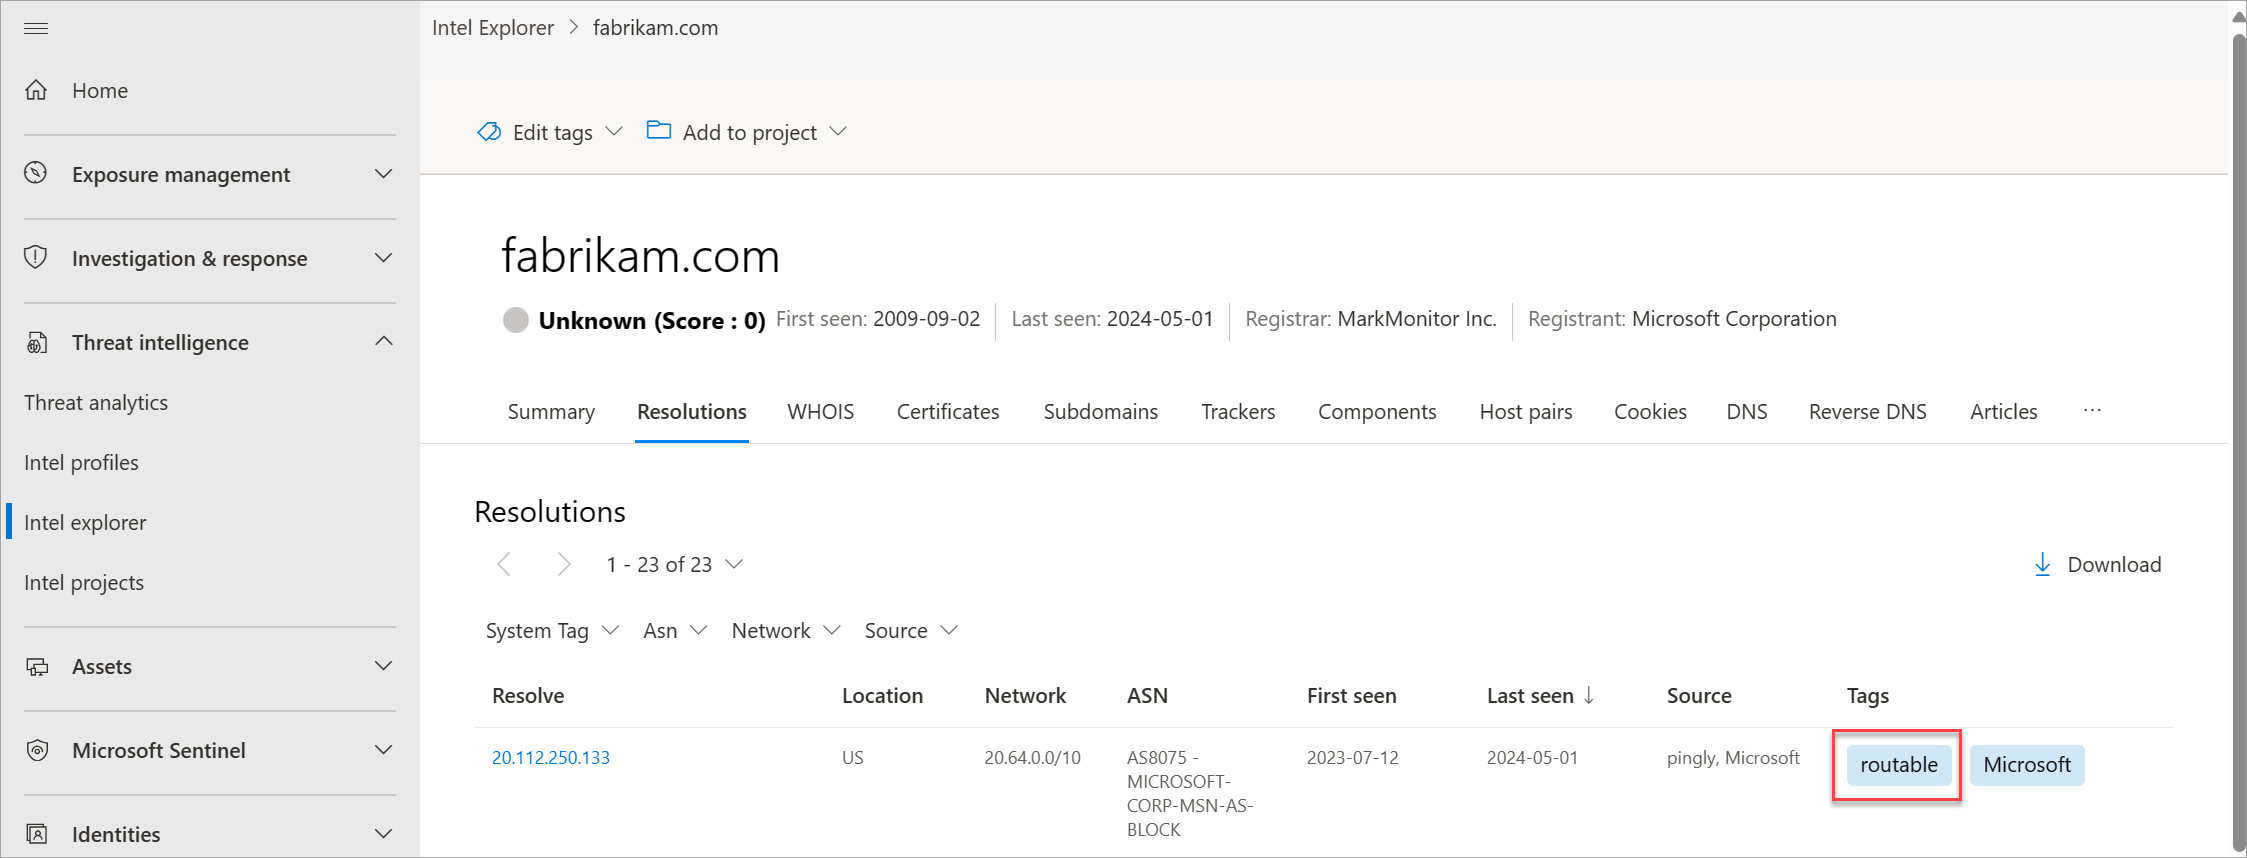 Intel Explorer > fabrikam.com
Home
Exposure management
Investigation & response
Threat intelligence
Threat analytics
Intel profiles
Intel explorer
Intel projects
Assets
Microsoft Sentinel
Identities
Edit tags
Add to project
fabrikam.com
Unknown (Score : 0) First seen: 2009-09-02 Last seen: 2024-05-01 Registrar: MarkMonitor Inc. Registrant: Microsoft Corporation
Summary Resolutions WHOIS Certificates Subdomains Trackers Components Host pairs Cookies DNS Reverse DNS Articles ...
Resolutions
1 - 23 of 23
Download
System Tag Asn Network Source
Resolve Location Network ASN First seen Last seen ↓ Source Tags
20.112.250.133 US 20.64.0.0/10 AS8075 - 2023-07-12 2024-05-01 pingly, Microsoft routable Microsoft
MICROSOFT-
CORP-MSN-AS-
BLOCK